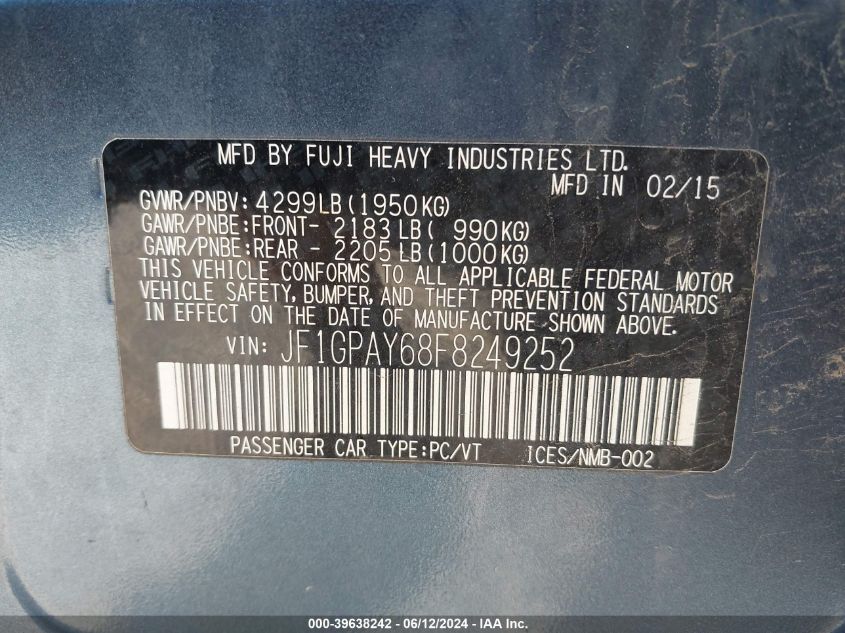 MFD BY FUJI HEAVY INDUSTRIES LTD.
MFD IN 02/15
GVWR/PNBV: 4299LB(1950KG)
GAWR/PNBE:FRONT- 2183LB( 990KG)
GAWR/PNBE:REAR - 2205LB(1000KG)
THIS VEHICLE CONFORMS TO ALL APPLICABLE FEDERAL MOTOR
VEHICLE SAFETY, BUMPER, AND THEFT PREVENTION STANDARDS
IN EFFECT ON THE DATE OF MANUFACTURE SHOWN ABOVE.
VIN: JF1GPAY68F8249252
PASSENGER CAR TYPE:PC/VT ICES/NMB-002
000-39638242 - 06/12/2024 - IAA Inc.